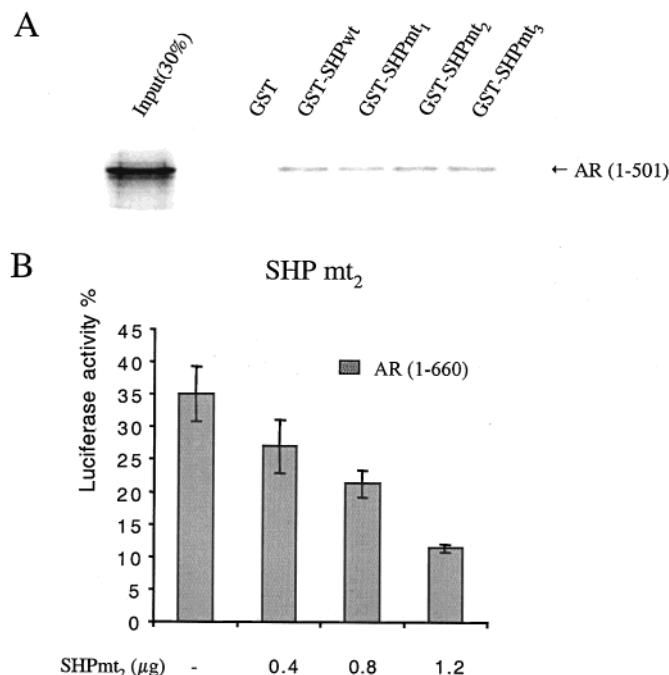 A
Input(30%)
GST
GST-SHPwt
GST-SHPmt₁
GST-SHPmt₂
GST-SHPmt₃
← AR (1-501)
B
SHP mt₂
Luciferase activity %
45
40
35
30
25
20
15
10
5
0
AR (1-660)
SHPmt₂ (µg) - 0.4 0.8 1.2